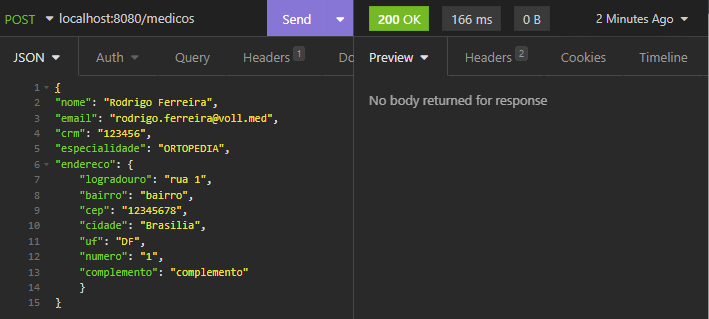 POST localhost:8080/medicos Send 200 OK 166 ms 0 B 2 Minutes Ago
JSON Auth Query Headers 1 Do Preview Headers 2 Cookies Timeline
No body returned for response
1 {
2 "nome": "Rodrigo Ferreira",
3 "email": "rodrigo.ferreira@voll.med",
4 "crm": "123456",
5 "especialidade": "ORTOPEDIA",
6 "endereco": {
7 "logradouro": "rua 1",
8 "bairro": "bairro",
9 "cep": "12345678",
10 "cidade": "Brasilia",
11 "uf": "DF",
12 "numero": "1",
13 "complemento": "complemento"
14 }
15 }